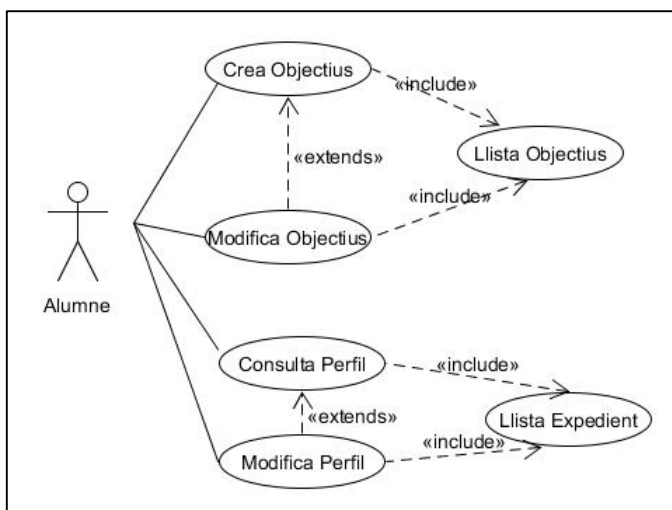 Crea Objectius
«include»
Llista Objectius
«extends»
«include»
Modifica Objectius
Alumne
Consulta Perfil
«include»
«extends»
Llista Expedient
«include»
Modifica Perfil